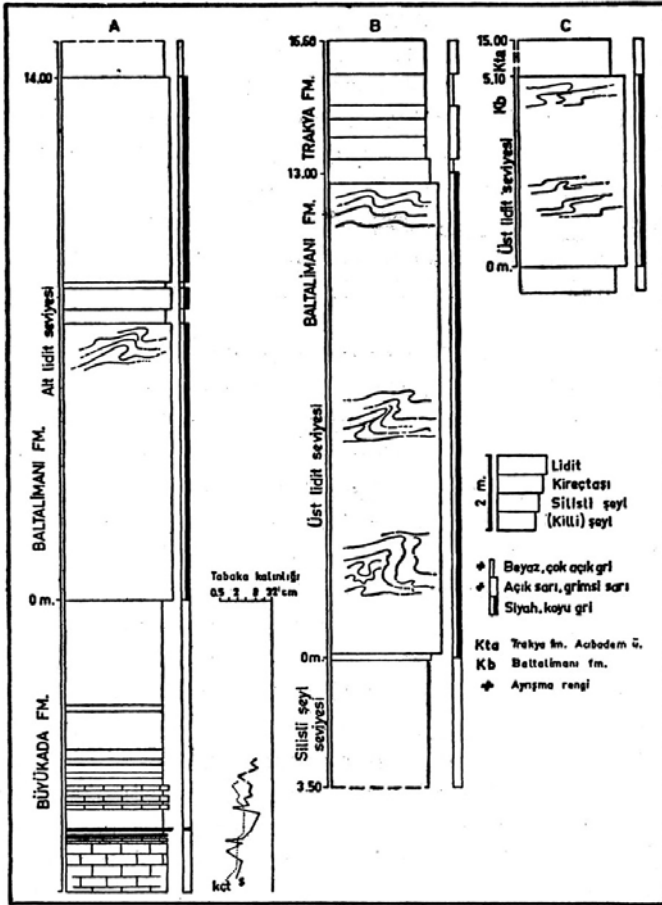 A
14.00
Alt lidit seviyesi
BALTALİMANI FM.
0 m.
BÜYÜKADA FM.
Tabaka kalınlığı
0.5 2 8 32 cm
kçt ş
B
16.60
TRAKYA FM.
13.00
BALTALİMANI FM.
Üst lidit seviyesi
0 m.
Silisli şeyl
seviyesi
3.50
C
15.00
Kta
5.10
Kb
Üst lidit seviyesi
0 m.
2 m.
Lidit
Kireçtaşı
Silisli şeyl
(Killi) şeyl
+ Beyaz, çok açık gri
+ Açık sarı, grimsi sarı
Siyah, koyu gri
Kta Trakya fm. Acıbadem ü.
Kb Baltalimanı fm.
+ Ayrışma rengi